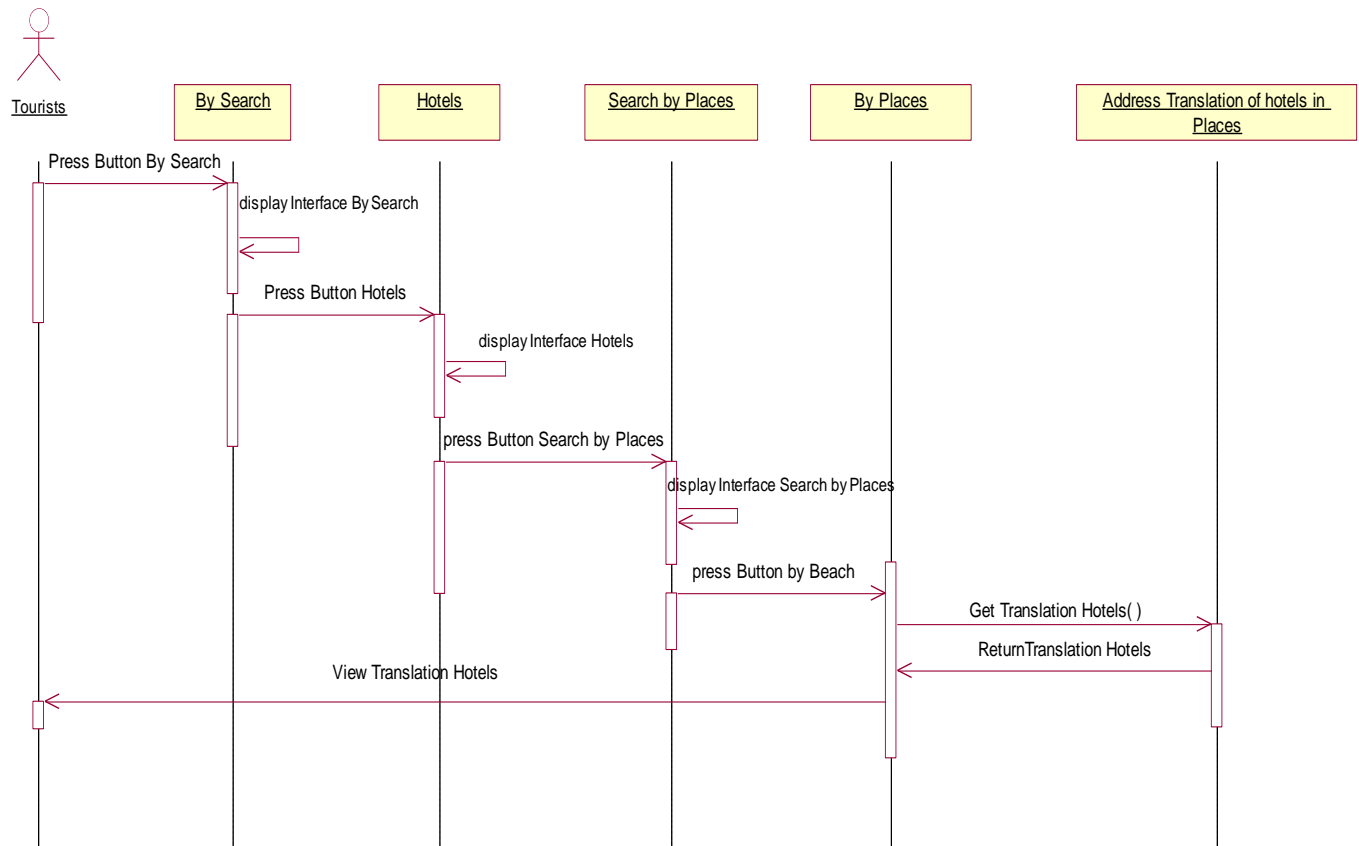 Tourists
By Search
Hotels
Search by Places
By Places
Address Translation of hotels in
Places
Press Button By Search
display Interface By Search
Press Button Hotels
display Interface Hotels
press Button Search by Places
display Interface Search by Places
press Button by Beach
Get Translation Hotels( )
ReturnTranslation Hotels
View Translation Hotels